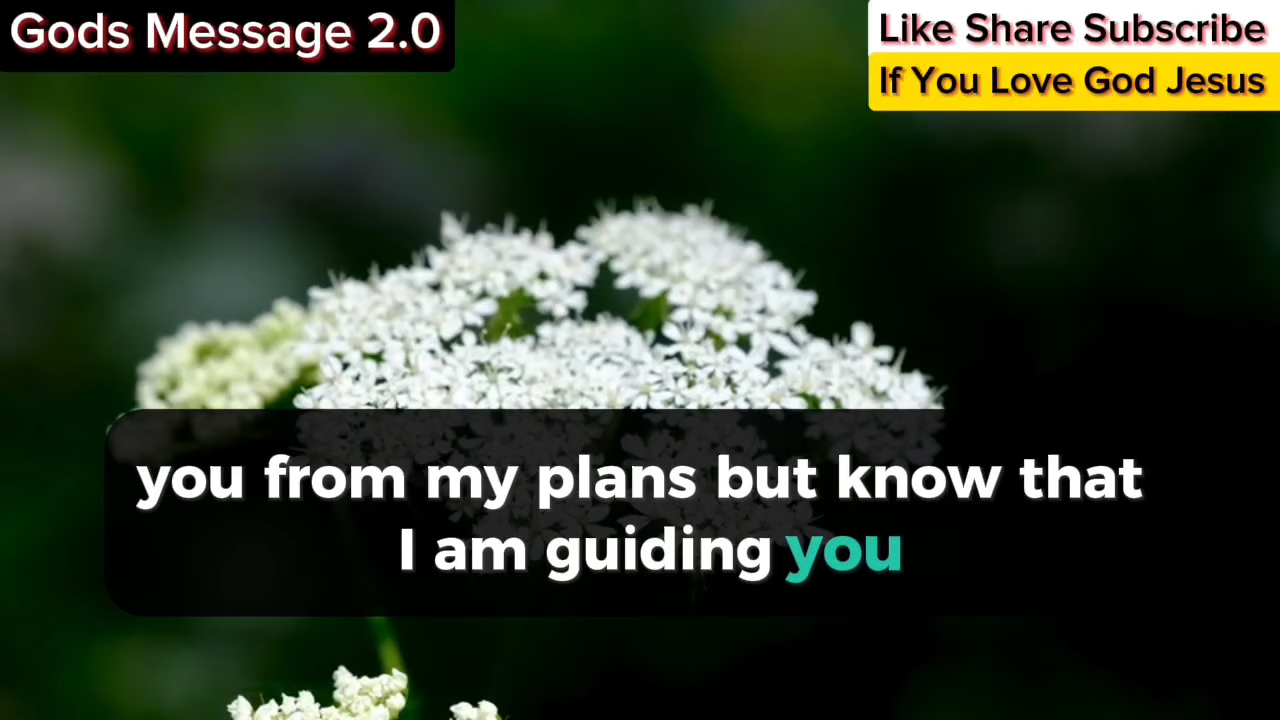 Gods Message 2.0
Like Share Subscribe
If You Love God Jesus
you from my plans but know that
I am guiding you